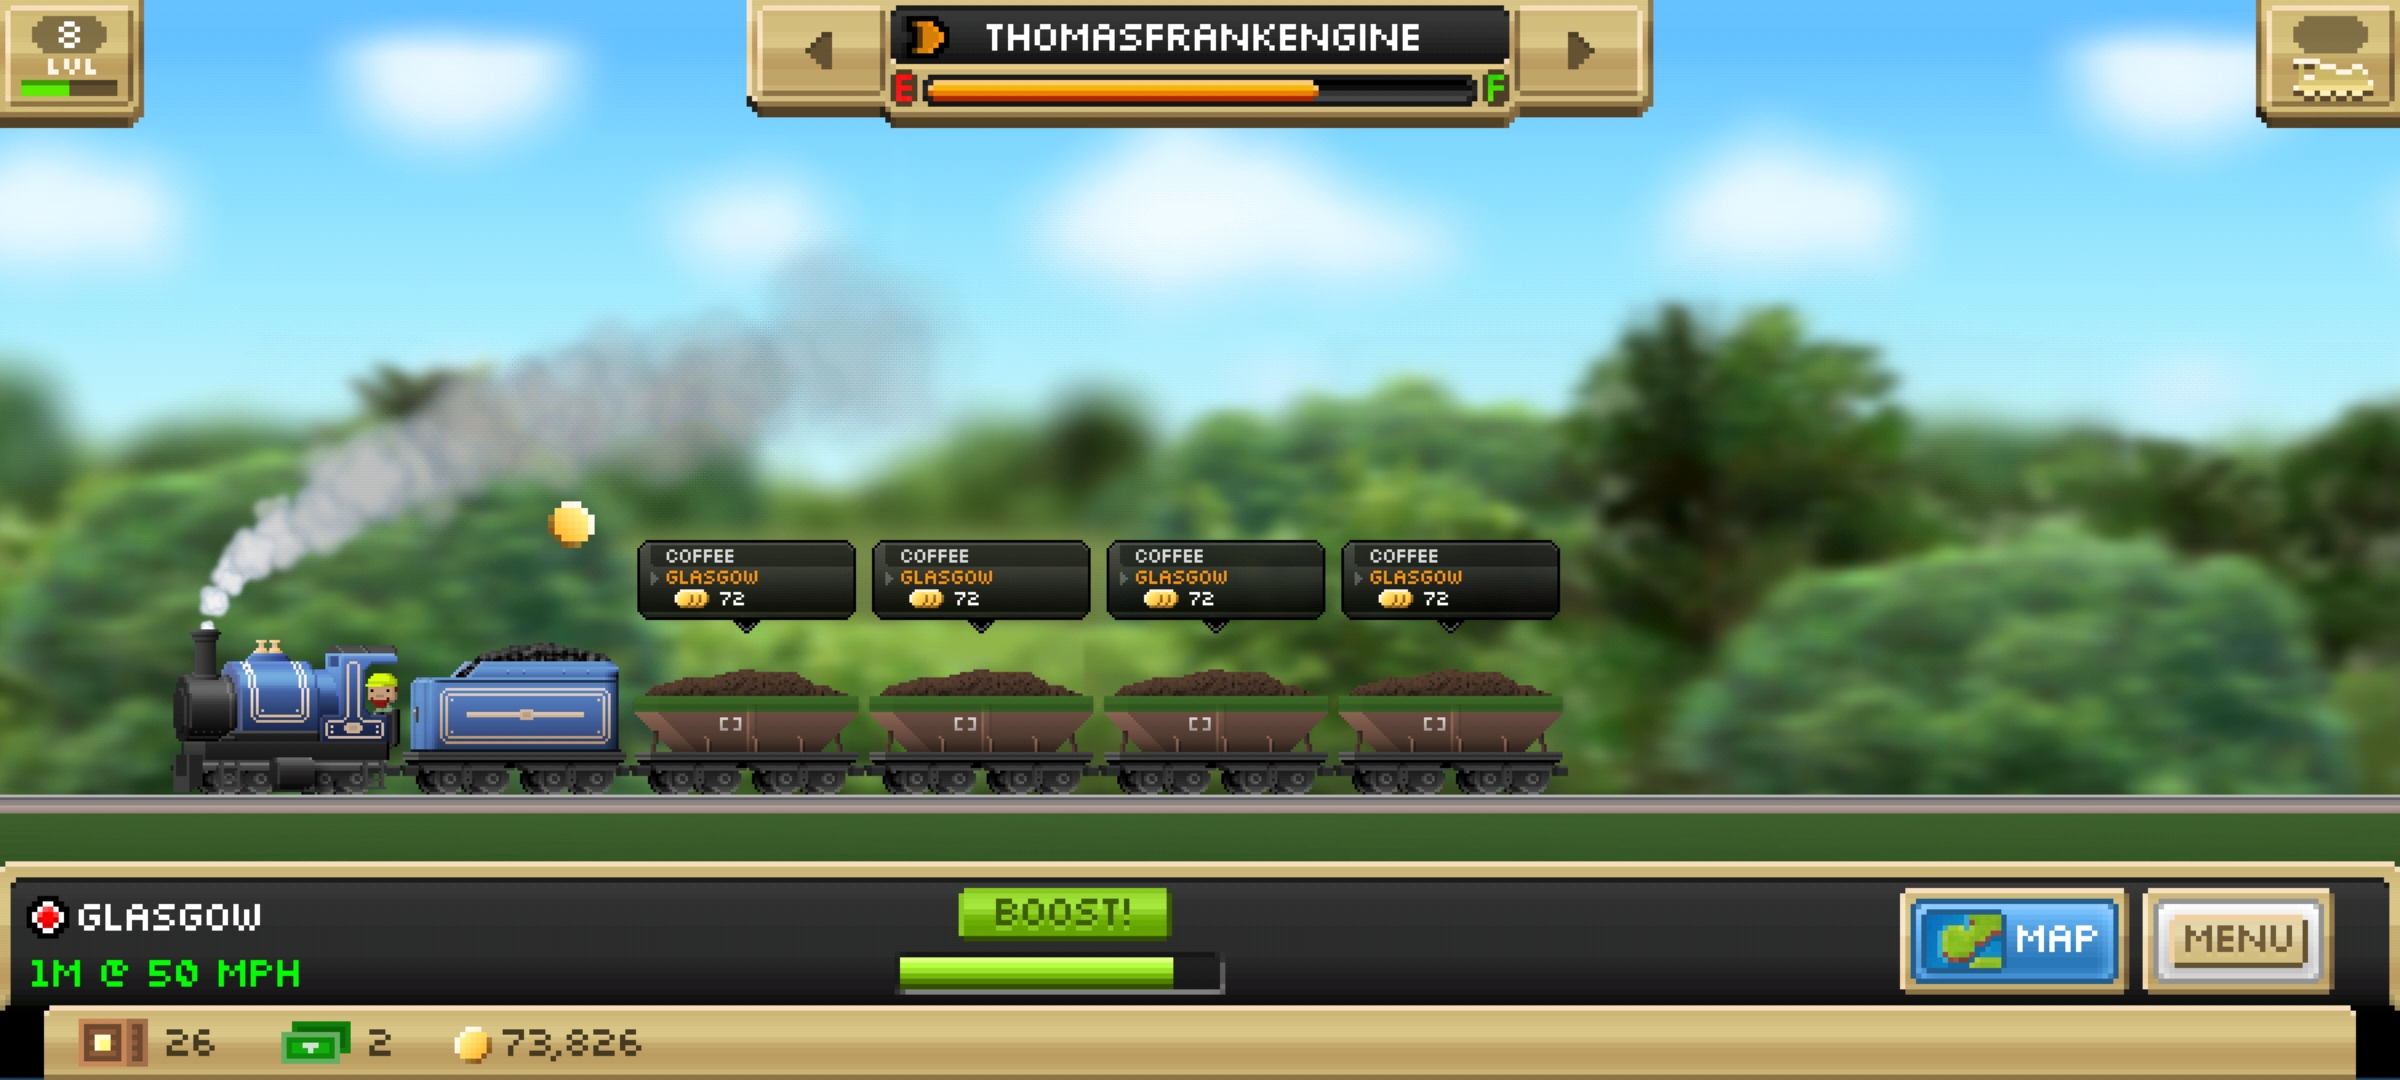 8
LVL
THOMASFRANKENGINE
E F
COFFEE
GLASGOW
72
COFFEE
GLASGOW
72
COFFEE
GLASGOW
72
COFFEE
GLASGOW
72
GLASGOW
1M @ 50 MPH
BOOST!
MAP
MENU
26 2 73,826